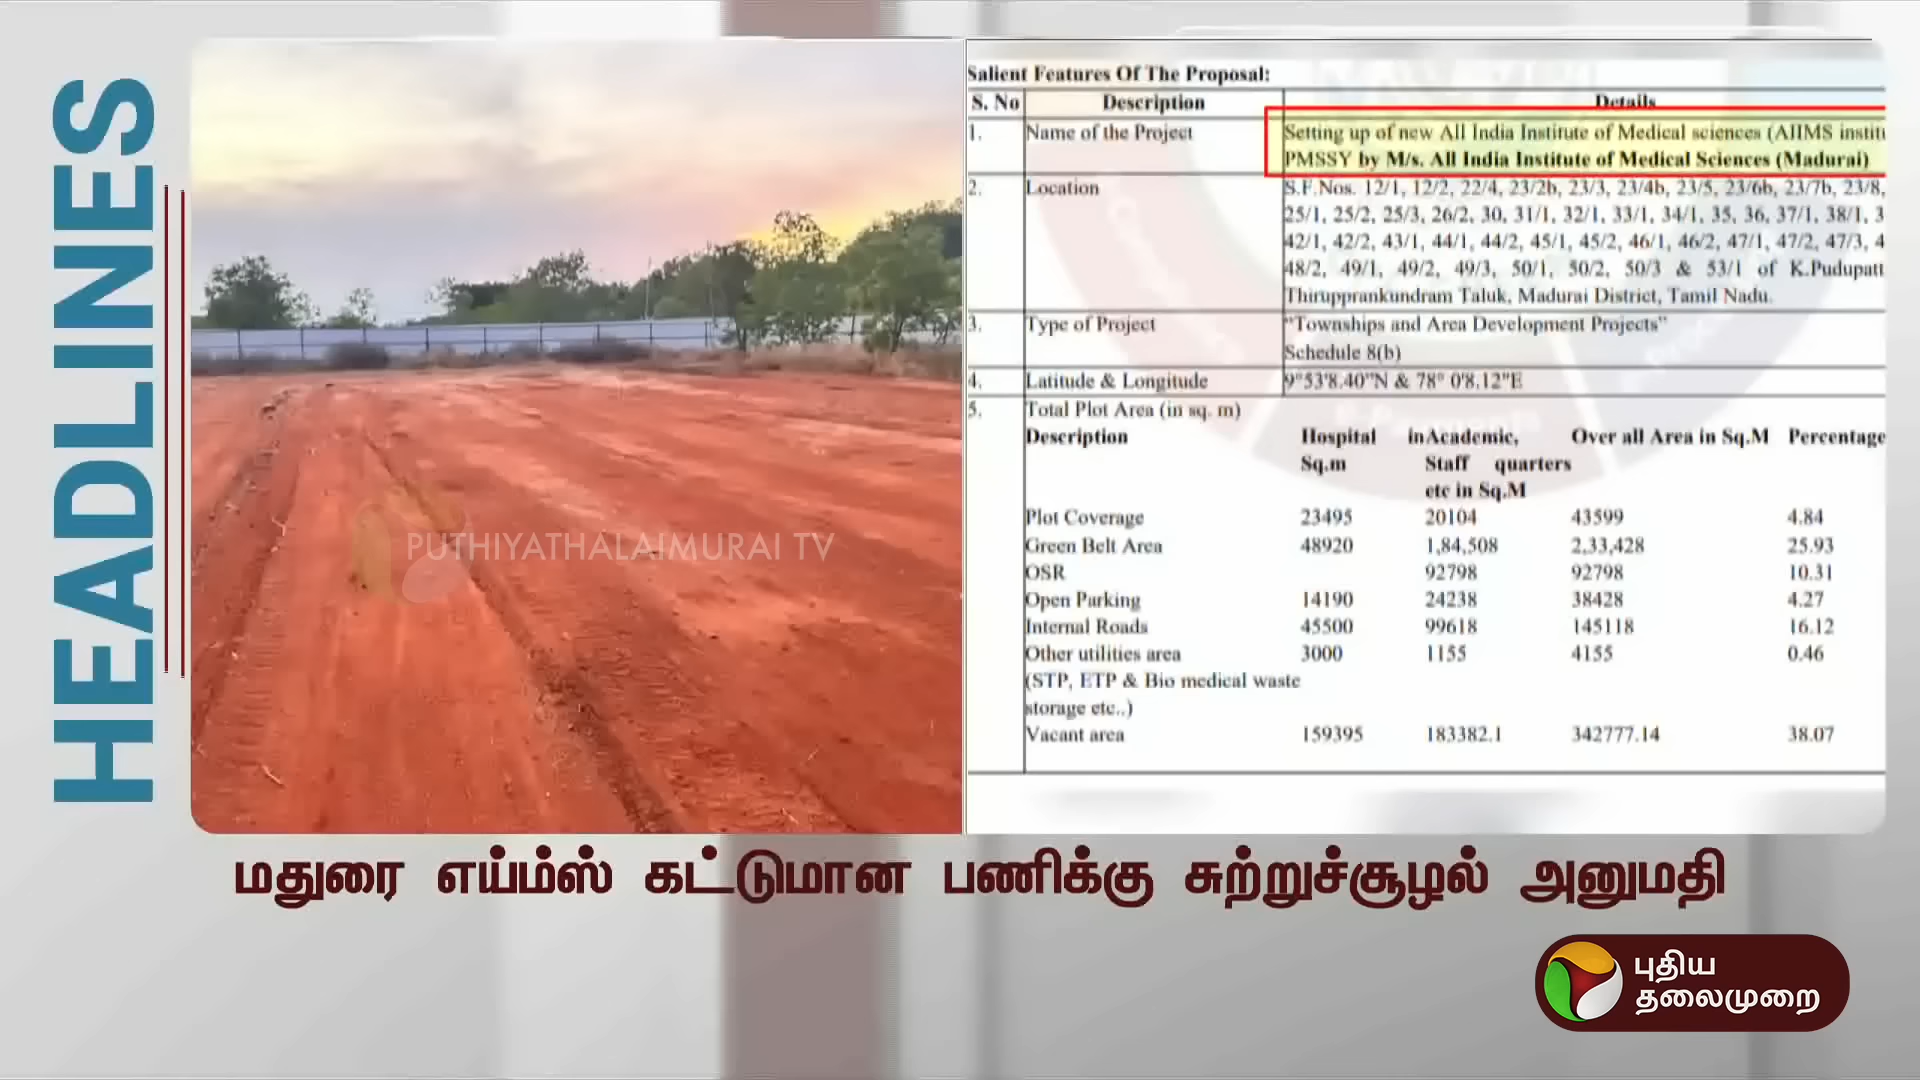 HEADLINES
PUTHIYATHALAIMURAI TV
Salient Features Of The Proposal:
S. No Description Details
1. Name of the Project Setting up of new All India Institute of Medical sciences (AIIMS
PMSSY by M/s. All India Institute of Medical Sciences (Madurai)
2. Location S.F.Nos. 12/1, 12/2, 22/4, 23/2b, 23/3, 23/4b, 23/5, 23/6b, 23/7b, 23/8,
25/1, 25/2, 25/3, 26/2, 30, 31/1, 32/1, 33/1, 34/1, 35, 36, 37/1, 38/1, 3
42/1, 42/2, 43/1, 44/1, 44/2, 45/1, 45/2, 46/1, 46/2, 47/1, 47/2, 47/3, 4
48/2, 49/1, 49/2, 49/3, 50/1, 50/2, 50/3 & 53/1 of K.Pudupatt
Thirupprankundram Taluk, Madurai District, Tamil Nadu.
3. Type of Project "Townships and Area Development Projects"
Schedule 8(b)
4. Latitude & Longitude 9°53'8.40"N & 78° 0'8.12"E
5. Total Plot Area (in sq. m)
Description Hospital in Academic, Over all Area in Sq.M Percentage
Sq.m Staff quarters
etc in Sq.M
Plot Coverage 23495 20104 43599 4.84
Green Belt Area 48920 1,84,508 2,33,428 25.93
OSR 92798 92798 10.31
Open Parking 14190 24238 38428 4.27
Internal Roads 45500 99618 145118 16.12
Other utilities area 3000 1155 4155 0.46
(STP, ETP & Bio medical waste
storage etc..)
Vacant area 159395 183382.1 342777.14 38.07
மதுரை எய்ம்ஸ் கட்டுமான பணிக்கு சுற்றுச்சூழல் அனுமதி
புதிய
தலைமுறை